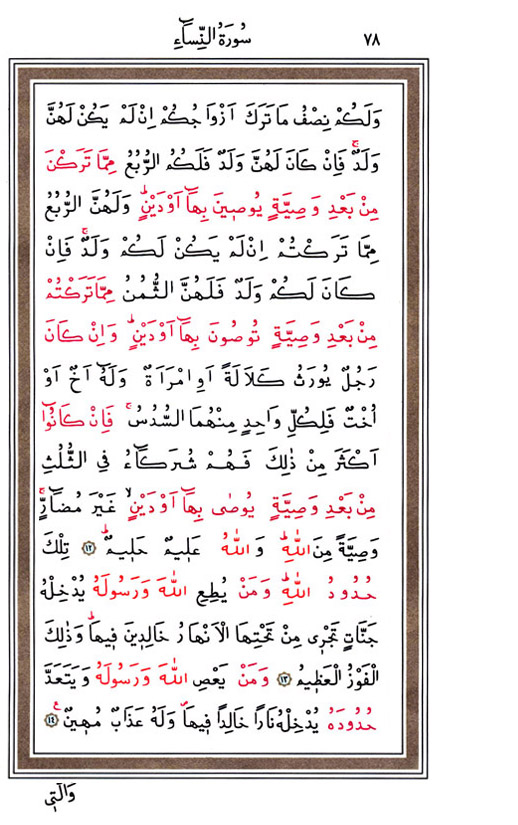 ٧٨ سُورَةُ النِّسَاءِ
وَلَكُمْ نِصْفُ مَا تَرَكَ اَزْوَاجُكُمْ اِنْ لَمْ يَكُنْ لَهُنَّ
وَلَدٌۚ فَاِنْ كَانَ لَهُنَّ وَلَدٌ فَلَكُمُ الرُّبُعُ مِمَّا تَرَكْنَ
مِنْ بَعْدِ وَصِيَّةٍ يُوصٖينَ بِهَٓا اَوْ دَيْنٍؕ وَلَهُنَّ الرُّبُعُ
مِمَّا تَرَكْتُمْ اِنْ لَمْ يَكُنْ لَكُمْ وَلَدٌۚ فَاِنْ
كَانَ لَكُمْ وَلَدٌ فَلَهُنَّ الثُّمُنُ مِمَّا تَرَكْتُمْ
مِنْ بَعْدِ وَصِيَّةٍ تُوصُونَ بِهَٓا اَوْ دَيْنٍؕ وَاِنْ كَانَ
رَجُلٌ يُورَثُ كَلَالَةً اَوِ امْرَاَةٌ وَلَهُٓ اَخٌ اَوْ
اُخْتٌ فَلِكُلِّ وَاحِدٍ مِنْهُمَا السُّدُسُۚ فَاِنْ كَانُٓوا
اَكْثَرَ مِنْ ذٰلِكَ فَهُمْ شُرَكَٓاءُ فِي الثُّلُثِ
مِنْ بَعْدِ وَصِيَّةٍ يُوصٰى بِهَٓا اَوْ دَيْنٍۙ غَيْرَ مُضَٓارٍّۚ
وَصِيَّةً مِنَ اللّٰهِؕ وَاللّٰهُ عَلٖيمٌ حَلٖيمٌؕ ﴿١٢﴾ تِلْكَ
حُدُودُ اللّٰهِؕ وَمَنْ يُطِعِ اللّٰهَ وَرَسُولَهُ يُدْخِلْهُ
جَنَّاتٍ تَجْرٖي مِنْ تَحْتِهَا الْاَنْهَارُ خَالِدٖينَ فٖيهَاؕ وَذٰلِكَ
الْفَوْزُ الْعَظٖيمُ ﴿١٣﴾ وَمَنْ يَعْصِ اللّٰهَ وَرَسُولَهُ وَيَتَعَدَّ
حُدُودَهُ يُدْخِلْهُ نَاراً خَالِداً فٖيهَاࣕ وَلَهُ عَذَابٌ مُهٖينٌۚ ﴿١٤﴾
وَالّٰتٖي